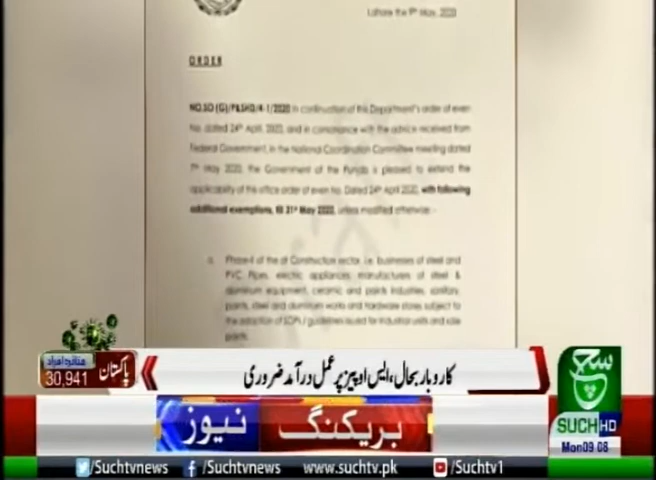 Lahore the 9th May, 2020
ORDER
NO.SO (G)/P&SHD/4-1/2020 in continuation of this Department's order of even
No. dated 24th April, 2020, and in compliance with the advice received from
Federal Government, in the National Coordination Committee meeting dated
7th May 2020, the Government of the Punjab is pleased to extend the
applicability of this office order of even No. Dated 24th April 2020, with following
additional exemptions, till 31st May 2020, unless modified otherwise:-
a. Phase-II of the of Construction sector, i.e. businesses of steel and
PVC Pipes, electric appliances, manufacturers of steel &
aluminum equipment, ceramic and paints industries, sanitary,
paints, steel and aluminum works and hardware stores subject to
the adoption of SOPs/ guidelines issued for industrial units and sale
points.
متاثرہ افراد
30,941
پاکستان
کاروبار بحال، ایس او پیز پر عمل درآمد ضروری
بریکنگ نیوز
سچ
SUCH HD
Mon09 08
/Suchtvnews
/Suchtvnews
www.suchtv.pk
/Suchtv1